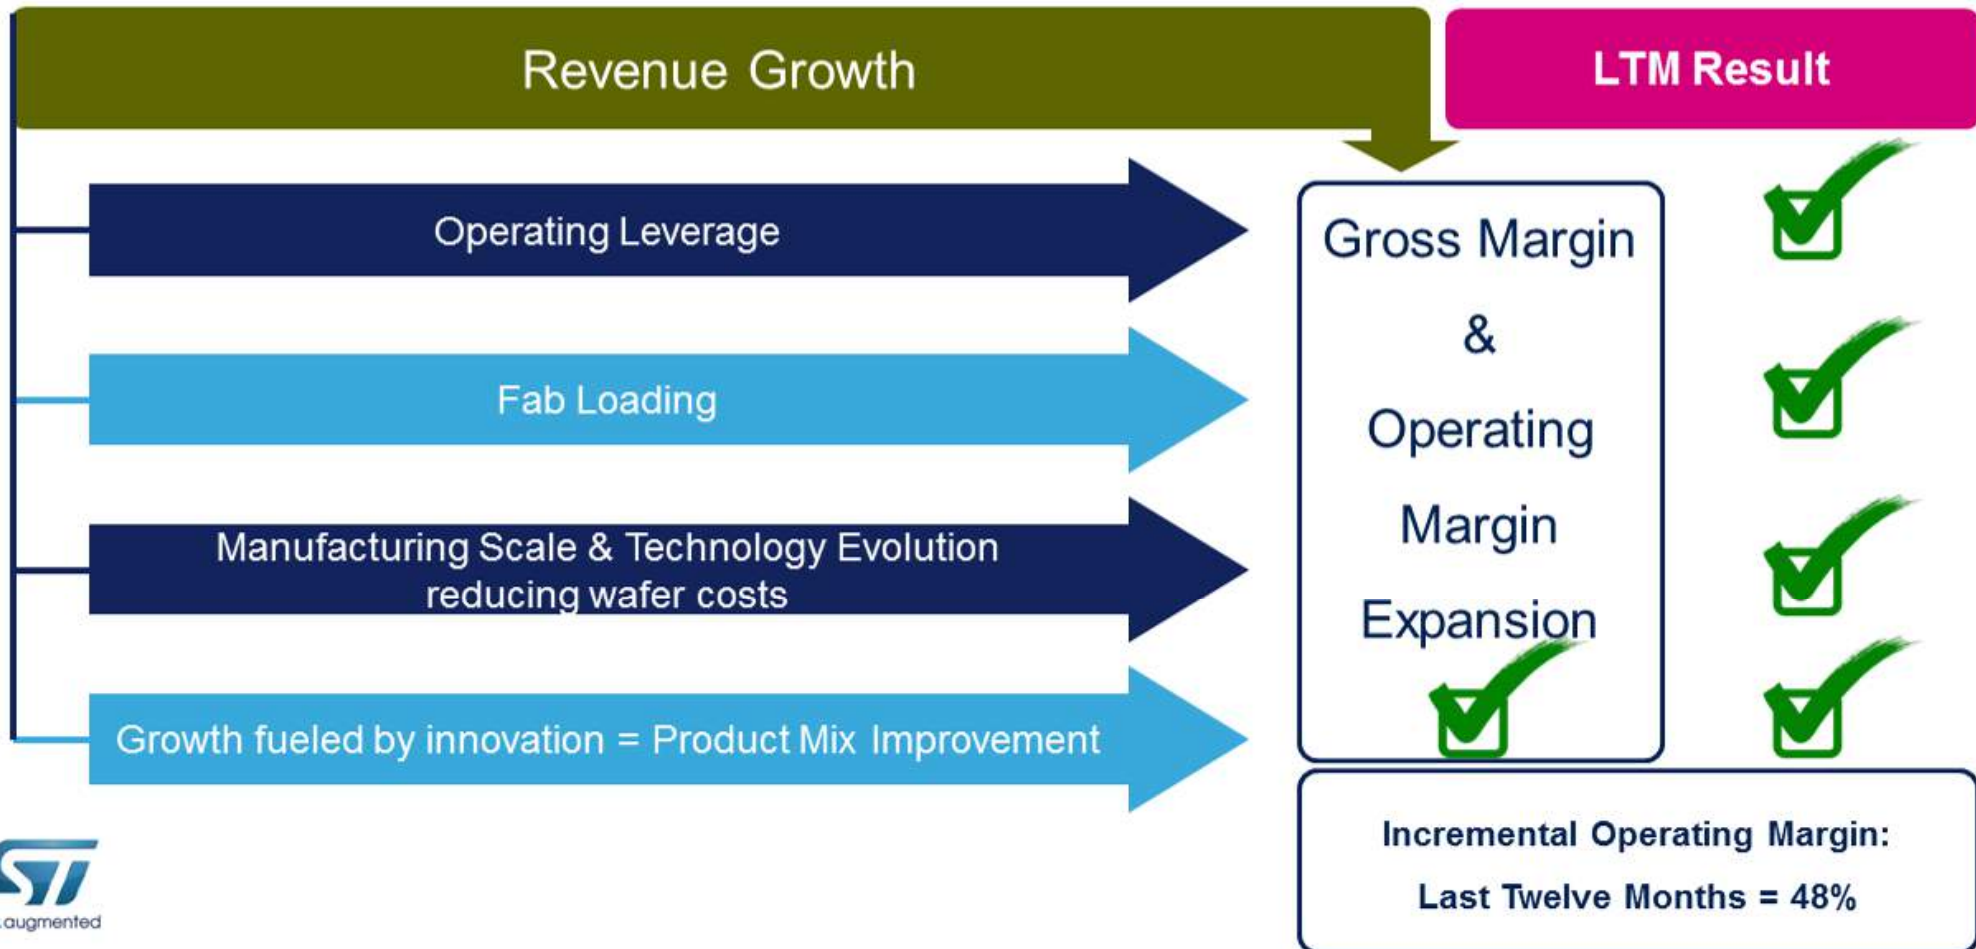 Revenue Growth
LTM Result
Operating Leverage
Fab Loading
Manufacturing Scale & Technology Evolution
reducing wafer costs
Growth fueled by innovation = Product Mix Improvement
Gross Margin
&
Operating
Margin
Expansion
Incremental Operating Margin:
Last Twelve Months = 48%
ST
.augmented